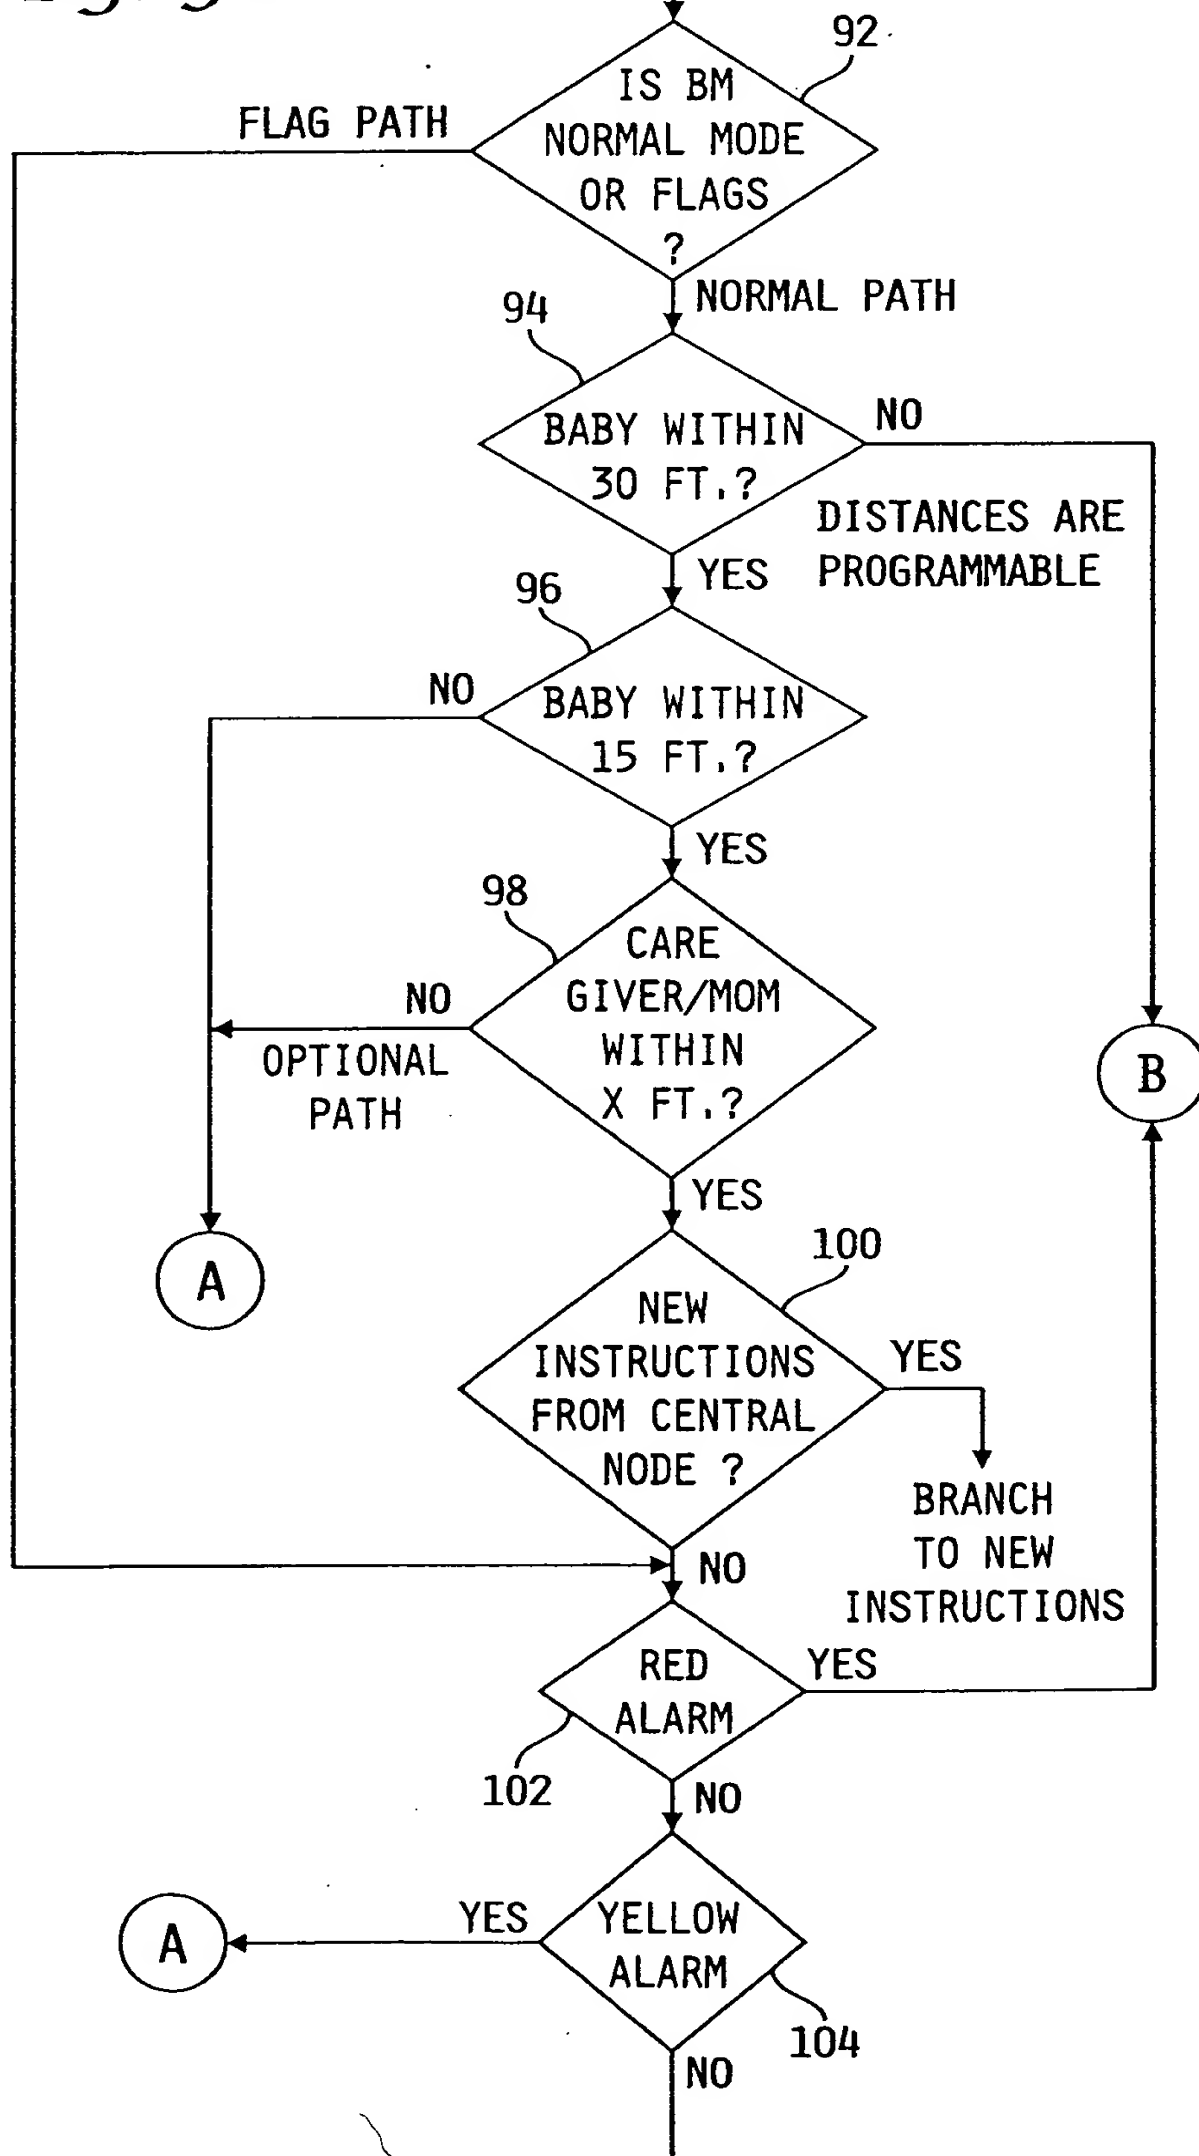 92
IS BM
NORMAL MODE
OR FLAGS
?
FLAG PATH
NORMAL PATH
94
BABY WITHIN
30 FT.?
NO
DISTANCES ARE
PROGRAMMABLE
YES
96
BABY WITHIN
15 FT.?
NO
YES
98
CARE
GIVER/MOM
WITHIN
X FT.?
NO
OPTIONAL
PATH
B
YES
A
100
NEW
INSTRUCTIONS
FROM CENTRAL
NODE ?
YES
BRANCH
TO NEW
INSTRUCTIONS
NO
RED
ALARM
YES
102
NO
YELLOW
ALARM
YES
A
104
NO